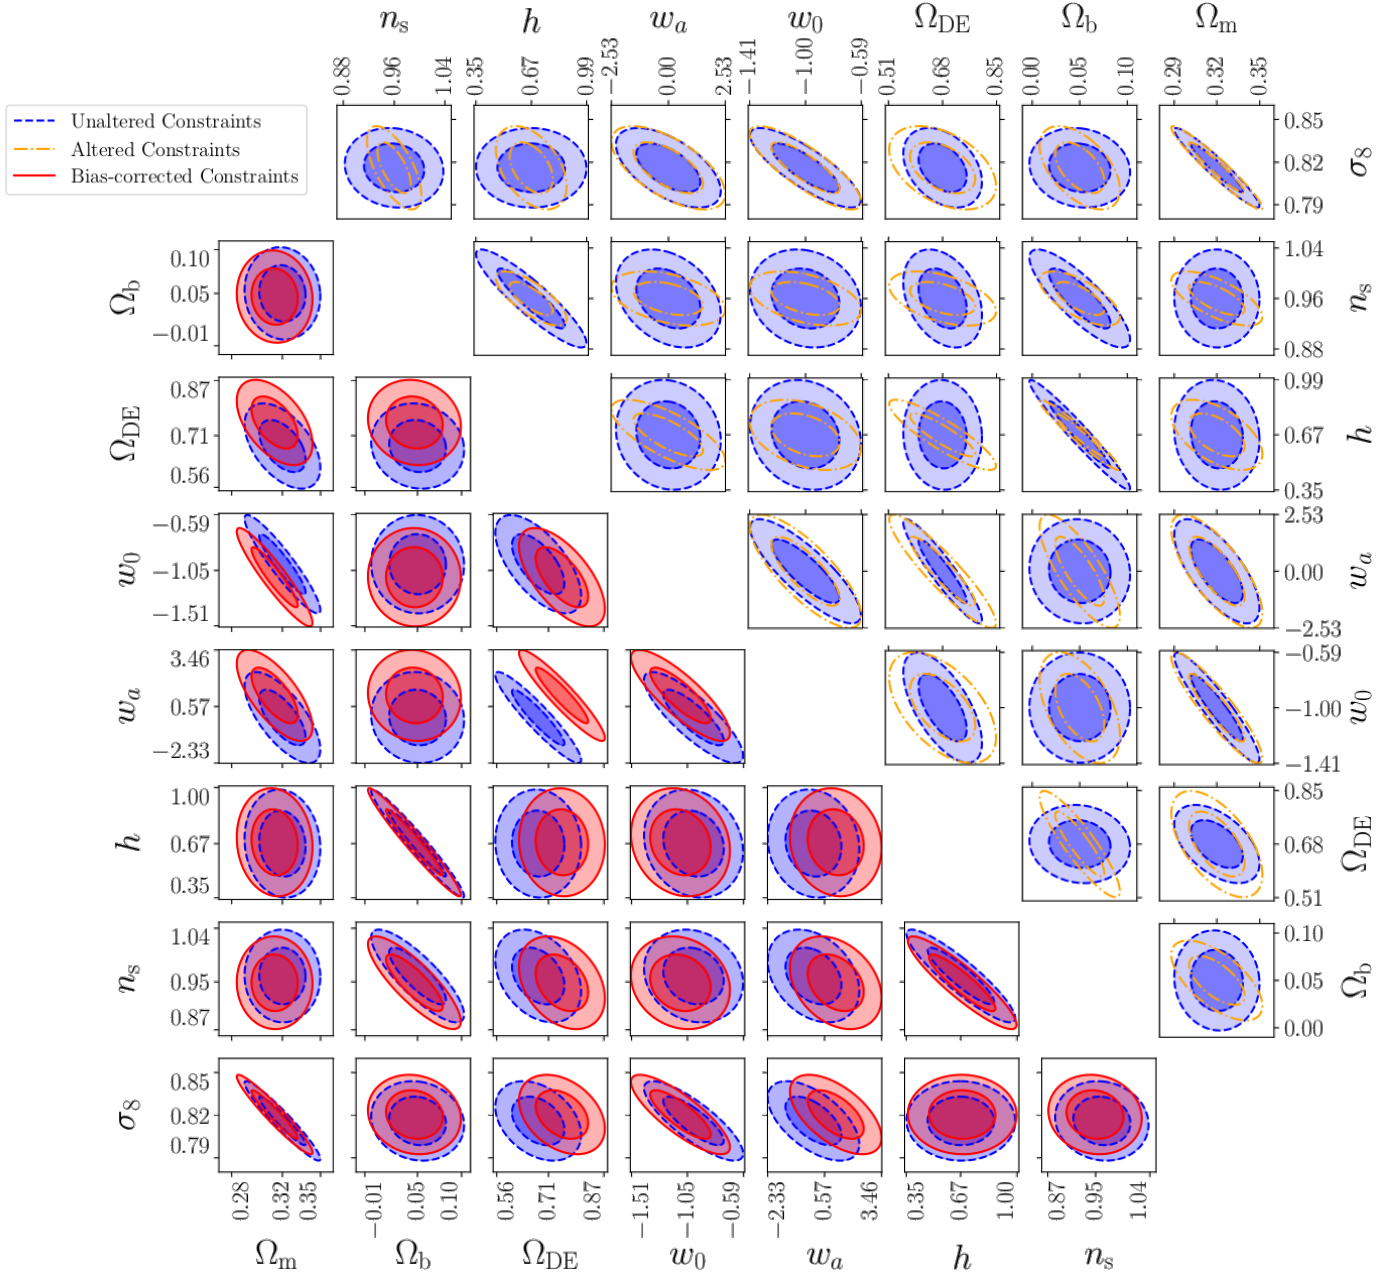 n_s h w_a w_0 Ω_DE Ω_b Ω_m
0.88 0.96 1.04 0.35 0.67 0.99 −2.53 0.00 2.53 −1.41 −1.00 −0.59 0.51 0.68 0.85 0.00 0.05 0.10 0.29 0.32 0.35
Unaltered Constraints
Altered Constraints
Bias-corrected Constraints
0.85
0.82
0.79
σ_8
Ω_b
0.10
0.05
−0.01
1.04
0.96
0.88
n_s
Ω_DE
0.87
0.71
0.56
0.99
0.67
0.35
h
w_0
−0.59
−1.05
−1.51
2.53
0.00
−2.53
w_a
w_a
3.46
0.57
−2.33
−0.59
−1.00
−1.41
w_0
h
1.00
0.67
0.35
0.85
0.68
0.51
Ω_DE
n_s
1.04
0.95
0.87
0.10
0.05
0.00
Ω_b
σ_8
0.85
0.82
0.79
0.28 0.32 0.35 −0.01 0.05 0.10 0.56 0.71 0.87 −1.51 −1.05 −0.59 −2.33 0.57 3.46 0.35 0.67 1.00 0.87 0.95 1.04
Ω_m Ω_b Ω_DE w_0 w_a h n_s